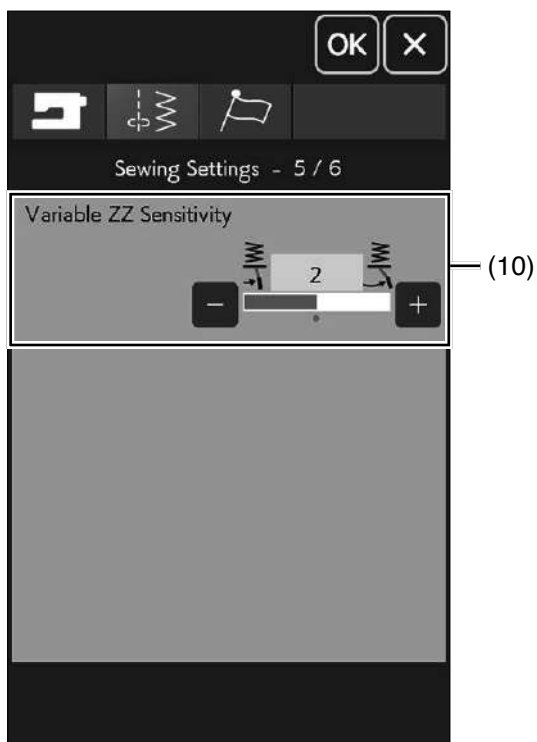 OK ×
Sewing Settings - 5 / 6
Variable ZZ Sensitivity
2
− +
(10)